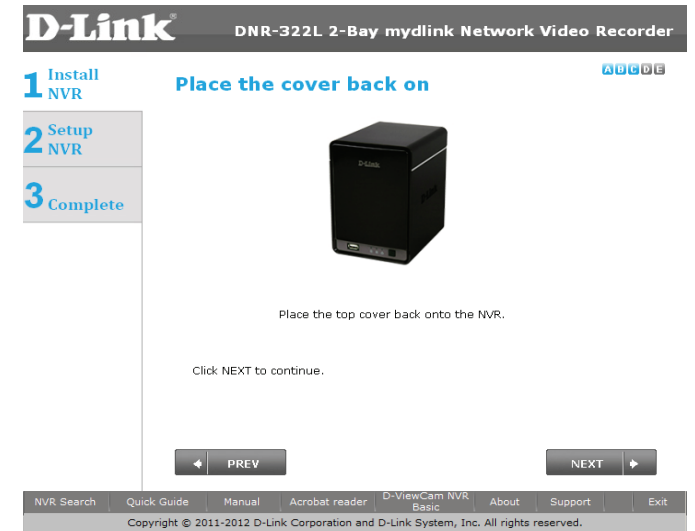 D-Link®
DNR-322L 2-Bay mydlink Network Video Recorder
1 Install
NVR
Place the cover back on
A B C D E
2 Setup
NVR
D-Link
D-Link
3 Complete
Place the top cover back onto the NVR.
Click NEXT to continue.
PREV
NEXT
NVR Search
Quick Guide
Manual
Acrobat reader
D-ViewCam NVR
Basic
About
Support
Exit
Copyright © 2011-2012 D-Link Corporation and D-Link System, Inc. All rights reserved.